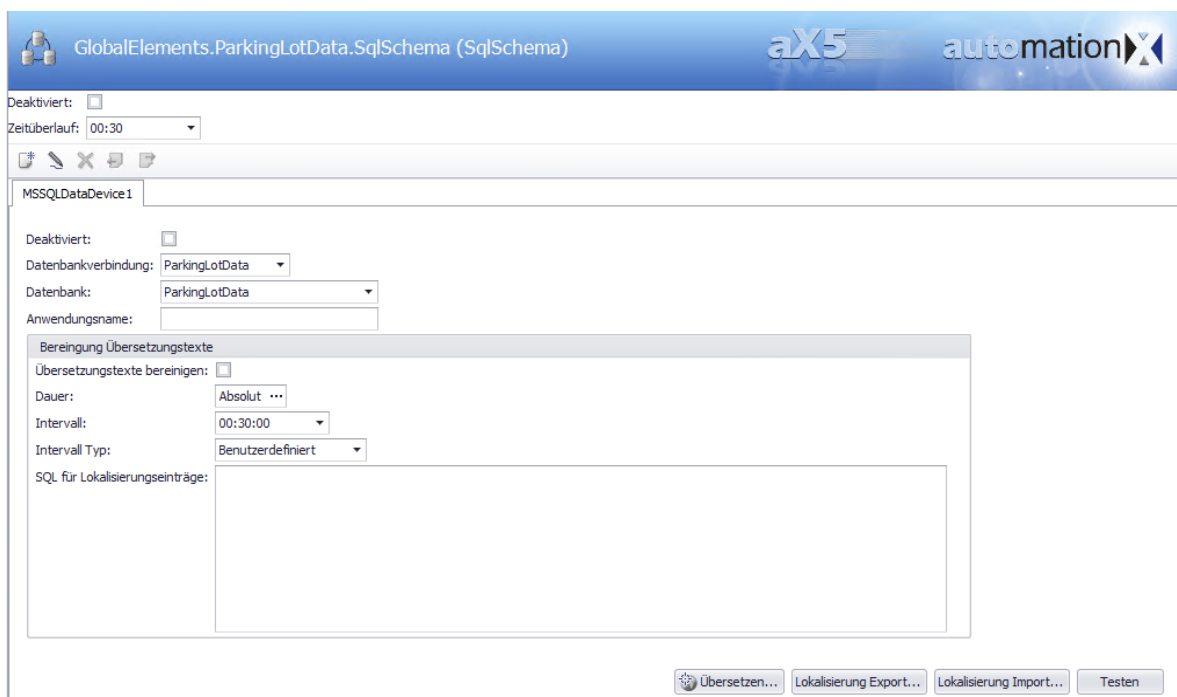 GlobalElements.ParkingLotData.SqlSchema (SqlSchema)
aX5
automationX
Deaktiviert:
Zeitüberlauf: 00:30
MSSQLDataDevice1
Deaktiviert:
Datenbankverbindung: ParkingLotData
Datenbank: ParkingLotData
Anwendungsname:
Bereingung Übersetzungstexte
Übersetzungstexte bereinigen:
Dauer: Absolut ...
Intervall: 00:30:00
Intervall Typ: Benutzerdefiniert
SQL für Lokalisierungseinträge:
Übersetzen... Lokalisierung Export... Lokalisierung Import... Testen